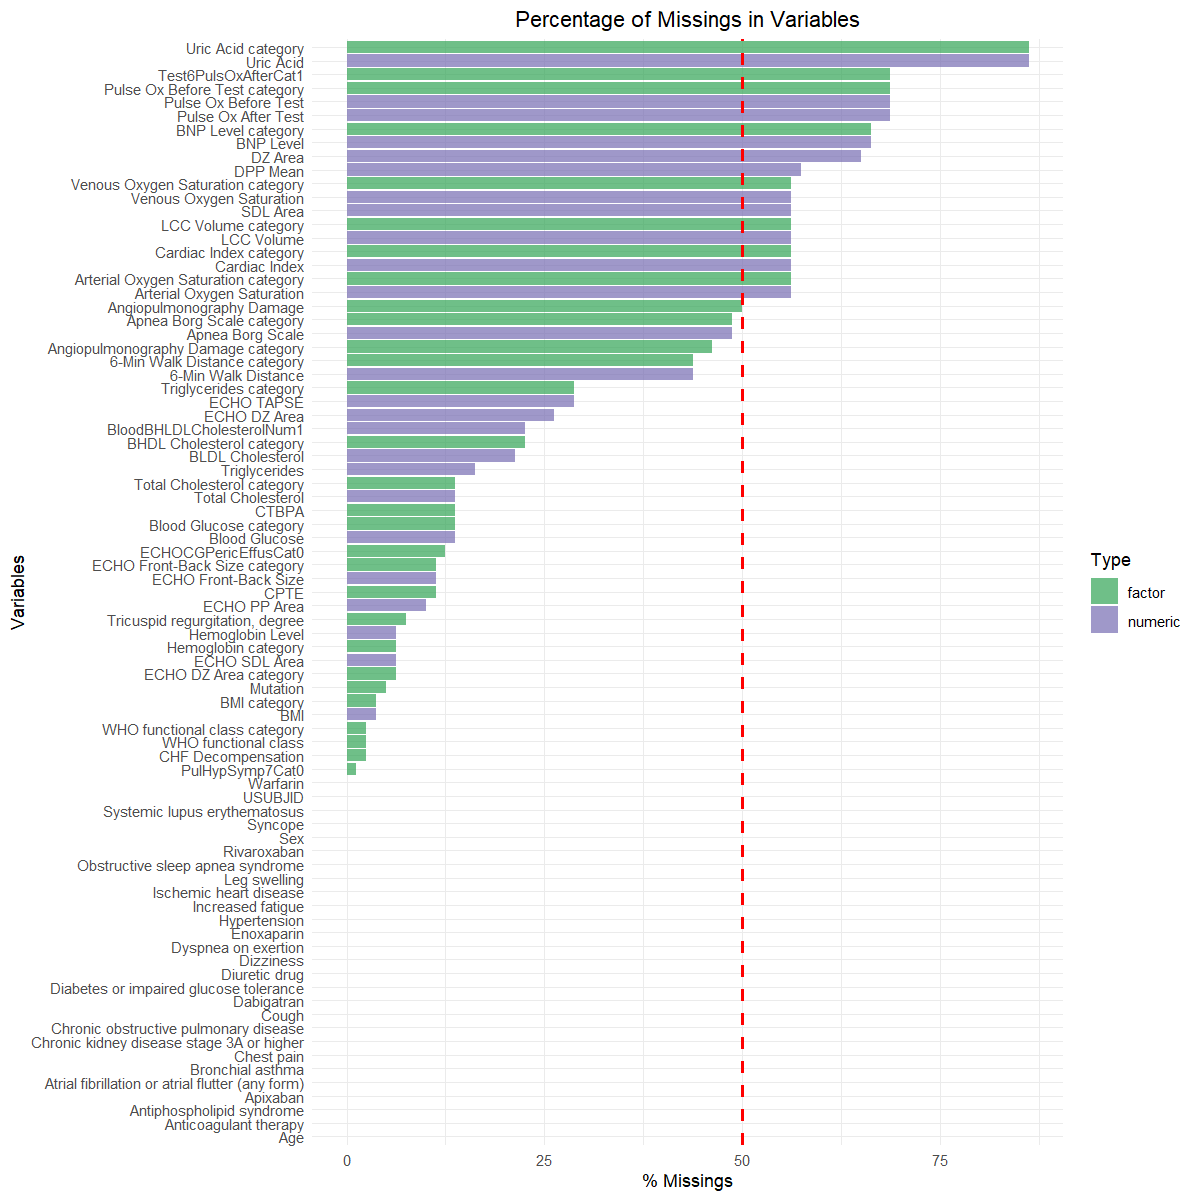 Percentage of Missings in Variables
Uric Acid category
Uric Acid
Test6PulsOxAfterCat1
Pulse Ox Before Test category
Pulse Ox Before Test
Pulse Ox After Test
BNP Level category
BNP Level
DZ Area
DPP Mean
Venous Oxygen Saturation category
Venous Oxygen Saturation
SDL Area
LCC Volume category
LCC Volume
Cardiac Index category
Cardiac Index
Arterial Oxygen Saturation category
Arterial Oxygen Saturation
Angiopulmonography Damage
Apnea Borg Scale category
Apnea Borg Scale
Angiopulmonography Damage category
6-Min Walk Distance category
6-Min Walk Distance
Triglycerides category
ECHO TAPSE
ECHO DZ Area
BloodBHLDLCholesterolNum1
BHDL Cholesterol category
BLDL Cholesterol
Triglycerides
Total Cholesterol category
Total Cholesterol
CTBPA
Blood Glucose category
Blood Glucose
ECHOCGPericEffusCat0
ECHO Front-Back Size category
ECHO Front-Back Size
CPTE
ECHO PP Area
Tricuspid regurgitation, degree
Hemoglobin Level
Hemoglobin category
ECHO SDL Area
ECHO DZ Area category
Mutation
BMI category
BMI
WHO functional class category
WHO functional class
CHF Decompensation
PulHypSymp7Cat0
Warfarin
USUBJID
Systemic lupus erythematosus
Syncope
Sex
Rivaroxaban
Obstructive sleep apnea syndrome
Leg swelling
Ischemic heart disease
Increased fatigue
Hypertension
Enoxaparin
Dyspnea on exertion
Dizziness
Diuretic drug
Diabetes or impaired glucose tolerance
Dabigatran
Cough
Chronic obstructive pulmonary disease
Chronic kidney disease stage 3A or higher
Chest pain
Bronchial asthma
Atrial fibrillation or atrial flutter (any form)
Apixaban
Antiphospholipid syndrome
Anticoagulant therapy
Age
Variables
0 25 50 75
% Missings
Type
factor
numeric